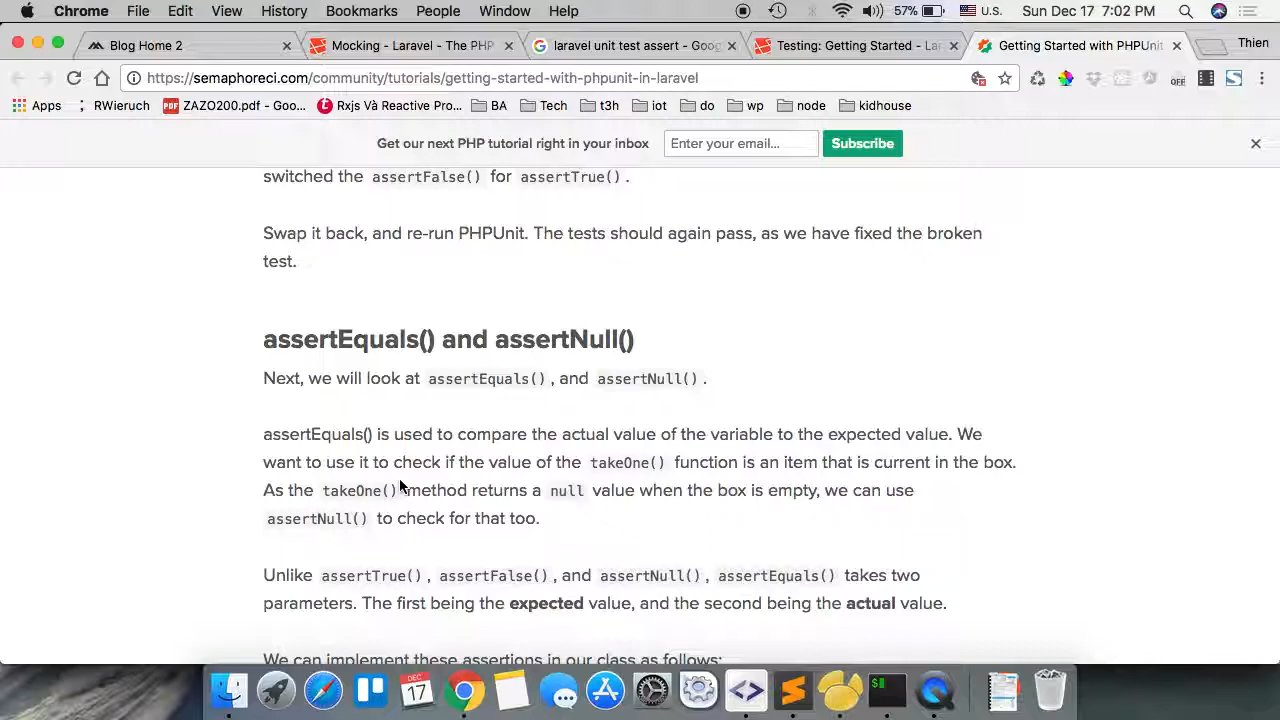 Chrome File Edit View History Bookmarks People Window Help 57% U.S. Sun Dec 17 7:02 PM
Blog Home 2 Mocking - Laravel - The PHP laravel unit test assert - Goog Testing: Getting Started - La Getting Started with PHPUnit Thien
https://semaphoreci.com/community/tutorials/getting-started-with-phpunit-in-laravel OFF
Apps RWieruch PDF ZAZO200.pdf - Goo... Rxjs Và Reactive Pro... BA Tech t3h iot do wp node kidhouse
Get our next PHP tutorial right in your inbox Enter your email... Subscribe
switched the assertFalse() for assertTrue().
Swap it back, and re-run PHPUnit. The tests should again pass, as we have fixed the broken
test.
assertEquals() and assertNull()
Next, we will look at assertEquals(), and assertNull().
assertEquals() is used to compare the actual value of the variable to the expected value. We
want to use it to check if the value of the takeOne() function is an item that is current in the box.
As the takeOne() method returns a null value when the box is empty, we can use
assertNull() to check for that too.
Unlike assertTrue(), assertFalse(), and assertNull(), assertEquals() takes two
parameters. The first being the expected value, and the second being the actual value.
We can implement these assertions in our class as follows:
DEC
17